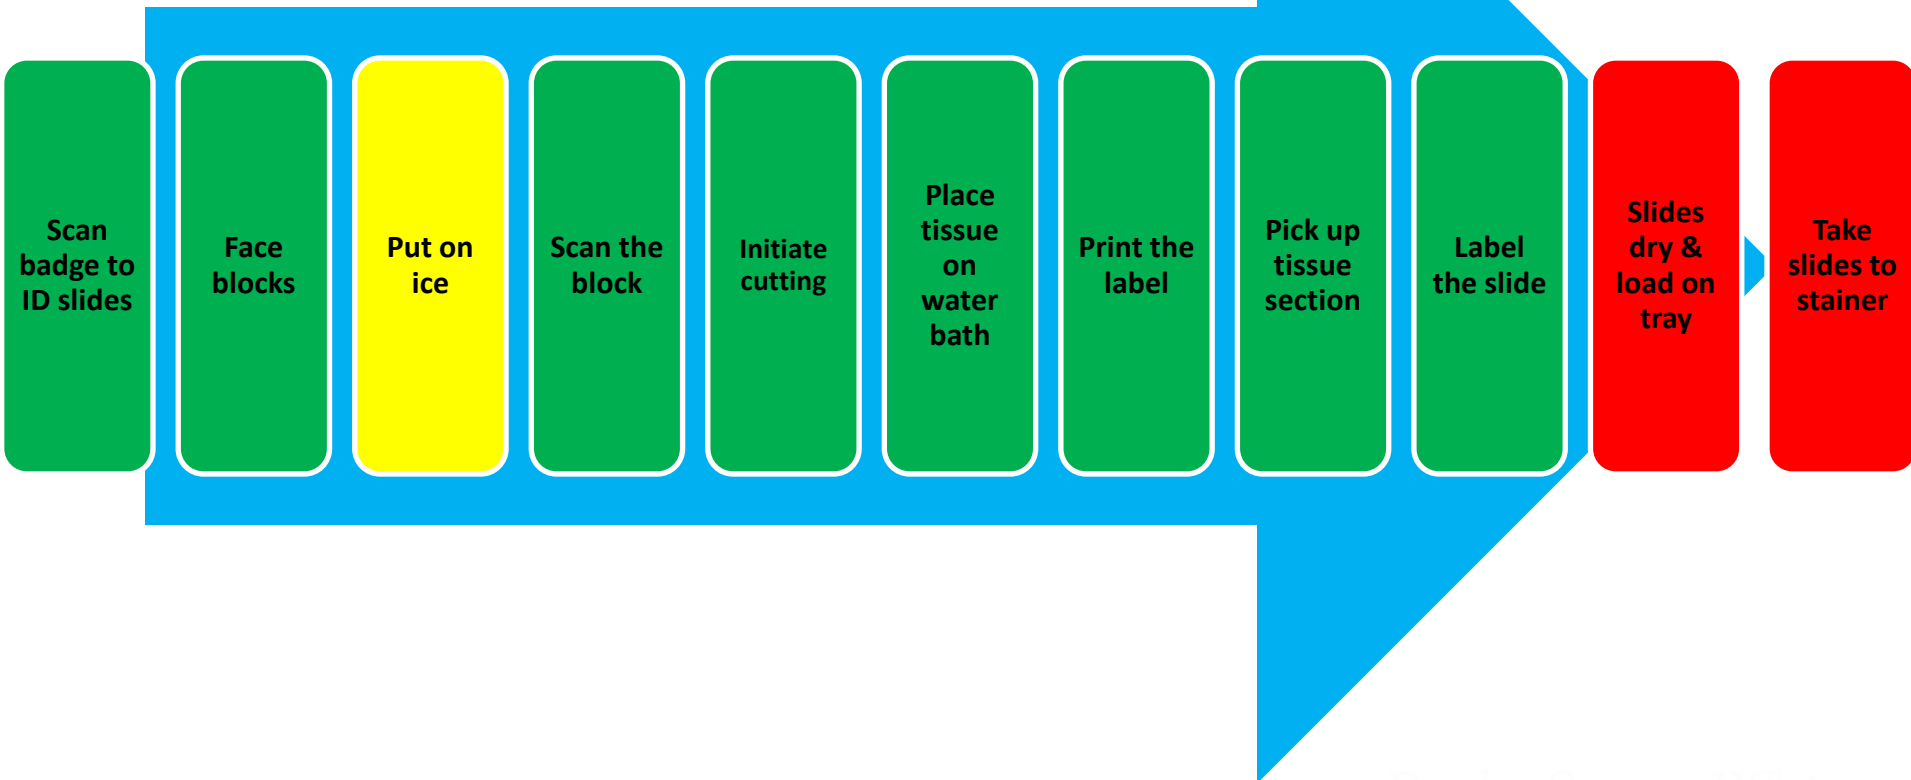 Scan
badge to
ID slides
Face
blocks
Put on
ice
Scan the
block
Initiate
cutting
Place
tissue
on
water
bath
Print the
label
Pick up
tissue
section
Label
the slide
Slides
dry &
load on
tray
Take
slides to
stainer